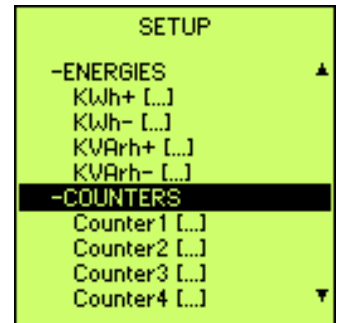 SETUP
-ENERGIES
KWh+ [...]
KWh- [...]
KVArh+ [...]
KVArh- [...]
-COUNTERS
Counter1 [...]
Counter2 [...]
Counter3 [...]
Counter4 [...]